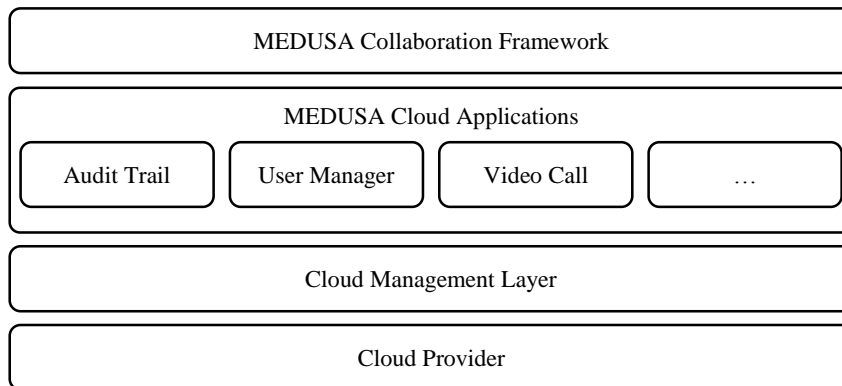 MEDUSA Collaboration Framework
MEDUSA Cloud Applications
Audit Trail
User Manager
Video Call
…
Cloud Management Layer
Cloud Provider